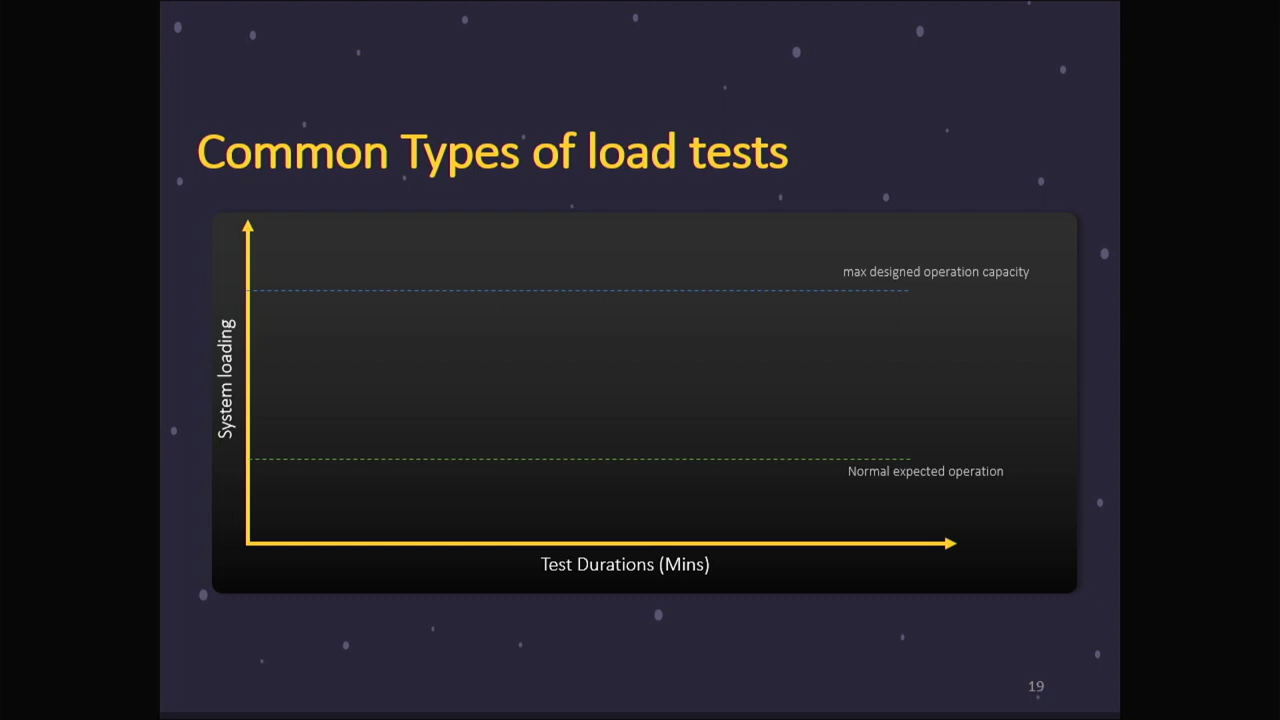 Common Types of load tests
max designed operation capacity
System loading
Normal expected operation
Test Durations (Mins)
19